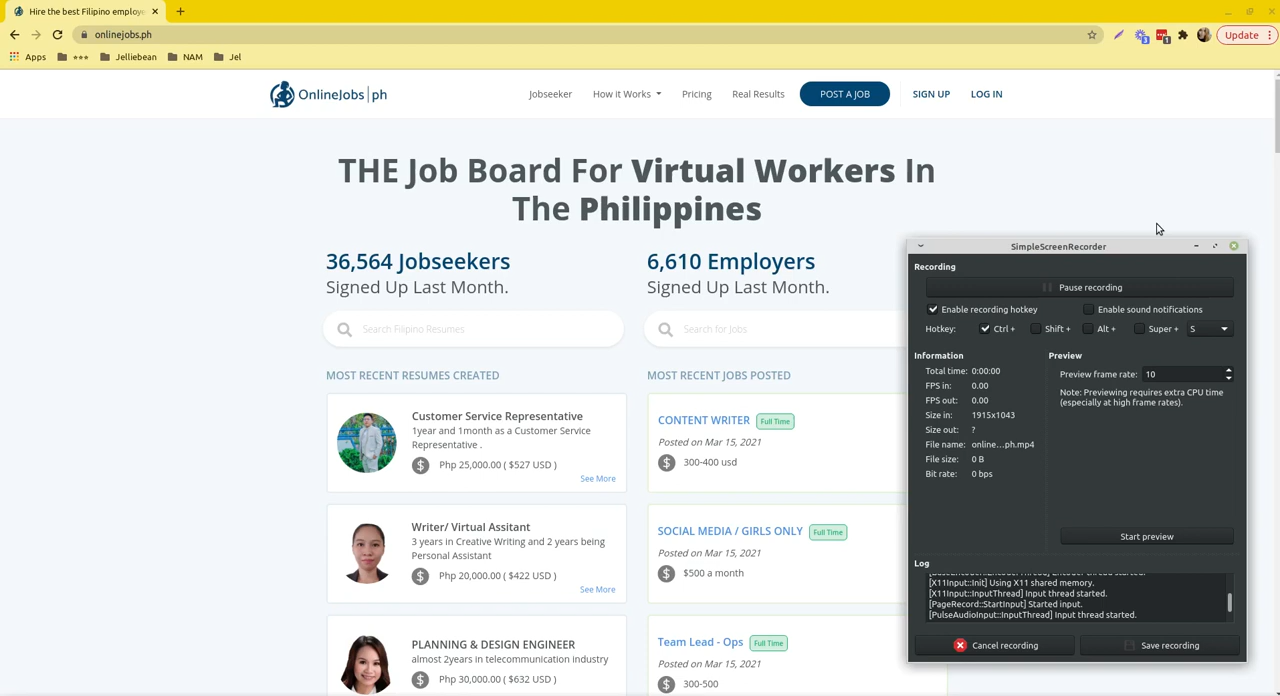 Hire the best Filipino employe
onlinejobs.ph
Update
Apps
***
Jelliebean
NAM
Jel
OnlineJobs ph
Jobseeker
How it Works
Pricing
Real Results
POST A JOB
SIGN UP
LOG IN
THE Job Board For Virtual Workers In
The Philippines
36,564 Jobseekers
Signed Up Last Month.
6,610 Employers
Signed Up Last Month.
Search Filipino Resumes
Search for Jobs
MOST RECENT RESUMES CREATED
Customer Service Representative
1year and 1month as a Customer Service
Representative .
Php 25,000.00 ( $527 USD )
See More
Writer/ Virtual Assitant
3 years in Creative Writing and 2 years being
Personal Assistant
Php 20,000.00 ( $422 USD )
See More
PLANNING & DESIGN ENGINEER
almost 2years in telecommunication industry
Php 30,000.00 ( $632 USD )
MOST RECENT JOBS POSTED
CONTENT WRITER Full Time
Posted on Mar 15, 2021
300-400 usd
SOCIAL MEDIA / GIRLS ONLY Full Time
Posted on Mar 15, 2021
$500 a month
Team Lead - Ops Full Time
Posted on Mar 15, 2021
300-500
SimpleScreenRecorder
Recording
Pause recording
Enable recording hotkey
Enable sound notifications
Hotkey: Ctrl + Shift + Alt + Super + S
Information
Total time: 0:00:00
FPS in: 0.00
FPS out: 0.00
Size in: 1915x1043
Size out: ?
File name: online...ph.mp4
File size: 0 B
Bit rate: 0 bps
Preview
Preview frame rate: 10
Note: Previewing requires extra CPU time
(especially at high frame rates).
Start preview
Log
[X11Input::Init] Using X11 shared memory.
[X11Input::InputThread] Input thread started.
[PageRecord::StartInput] Started input.
[PulseAudioInput::InputThread] Input thread started.
Cancel recording
Save recording